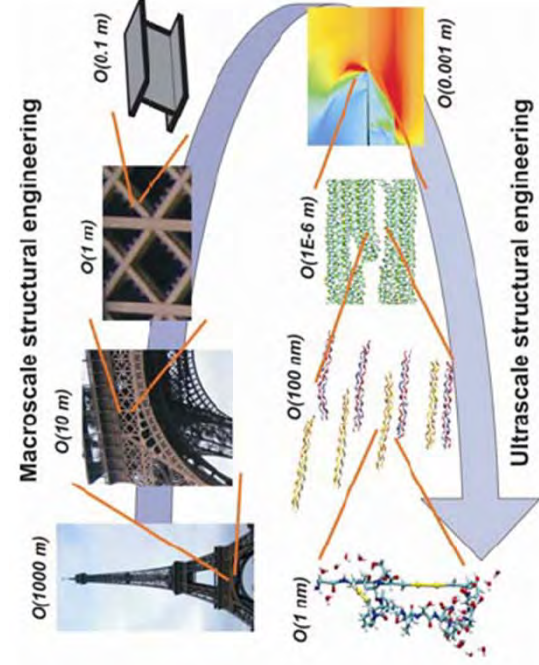 Macroscale structural engineering
O(1000 m)
O(10 m)
O(1 m)
O(0.1 m)
O(1 nm)
O(100 nm)
O(1E-6 m)
O(0.001 m)
Ultrascale structural engineering